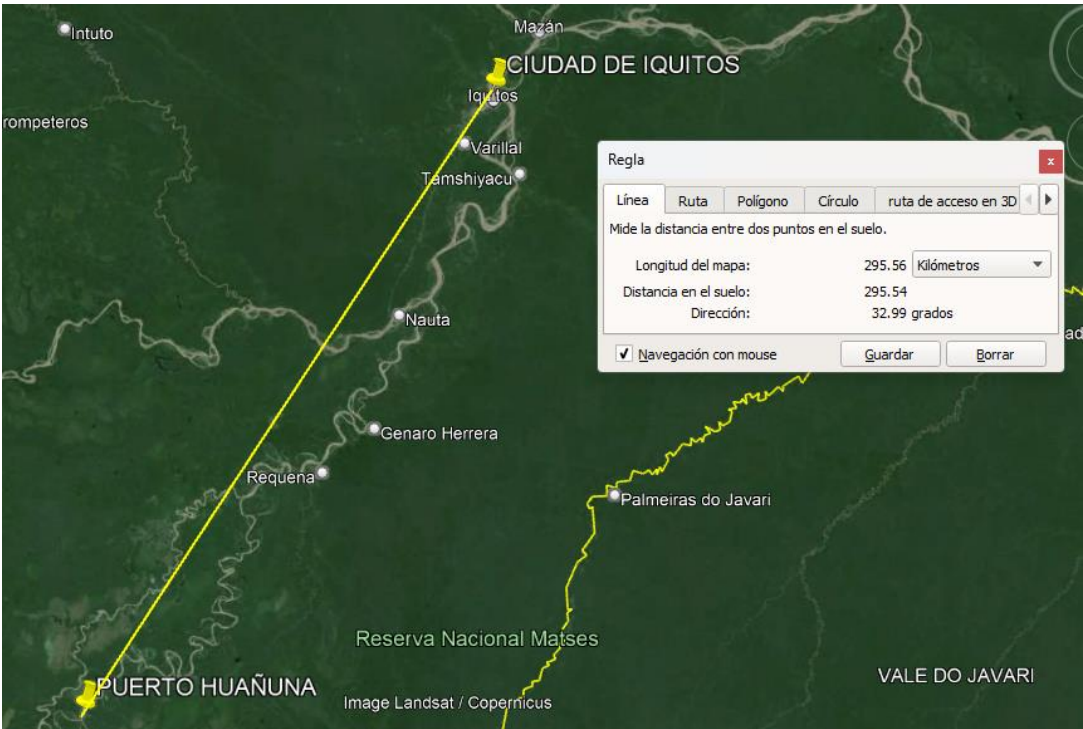 Intuto
Mazán
CIUDAD DE IQUITOS
Iquitos
rompeteros
Varillal
Tamshiyacu
Regla
x
Línea Ruta Polígono Círculo ruta de acceso en 3D
Mide la distancia entre dos puntos en el suelo.
Longitud del mapa: 295.56 Kilómetros
Distancia en el suelo: 295.54
Dirección: 32.99 grados
Navegación con mouse Guardar Borrar
ad
Nauta
Genaro Herrera
Requena
Palmeiras do Javari
Reserva Nacional Matses
PUERTO HUAÑUNA
VALE DO JAVARI
Image Landsat / Copernicus